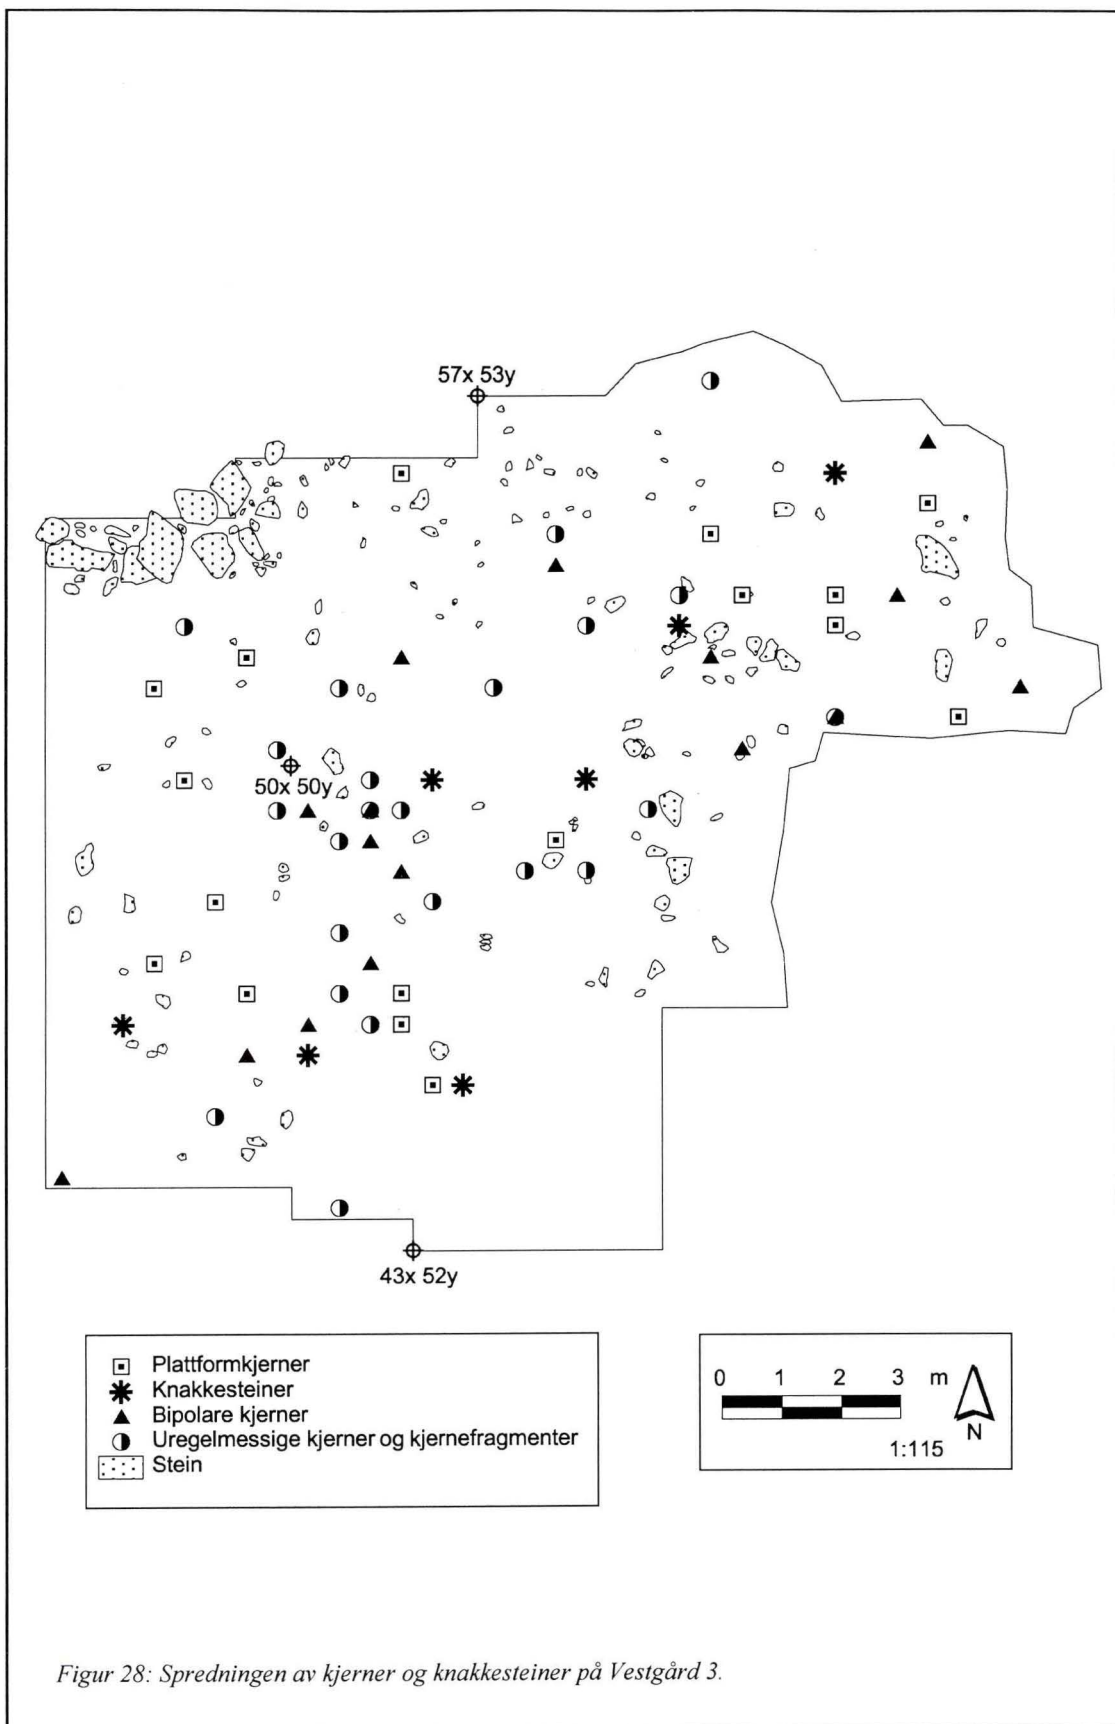 57x 53y
50x 50y
43x 52y
Plattformkjerner
Knakkesteiner
Bipolare kjerner
Uregelmessige kjerner og kjernefragmenter
Stein
0 1 2 3 m
N
1:115
Figur 28: Spredningen av kjerner og knakkesteiner på Vestgård 3.